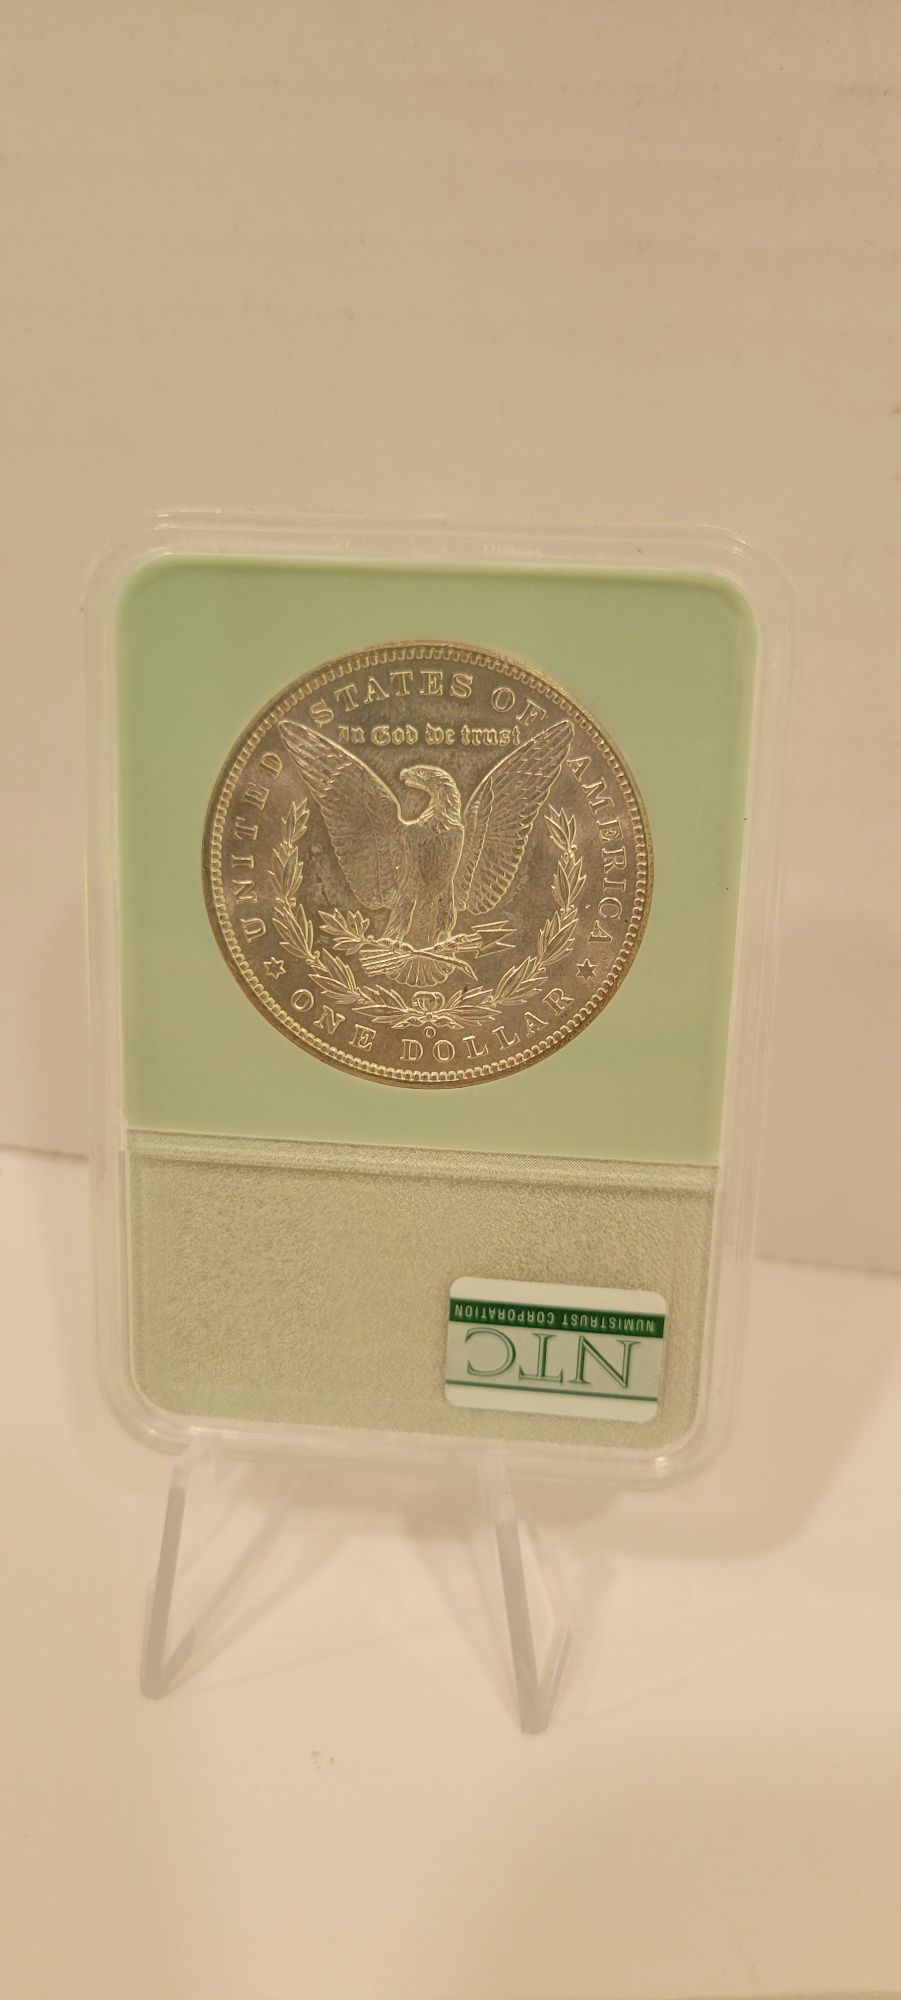 UNITED STATES OF AMERICA
In God we trust
O
ONE DOLLAR
NTC
NUMISTRUST CORPORATION